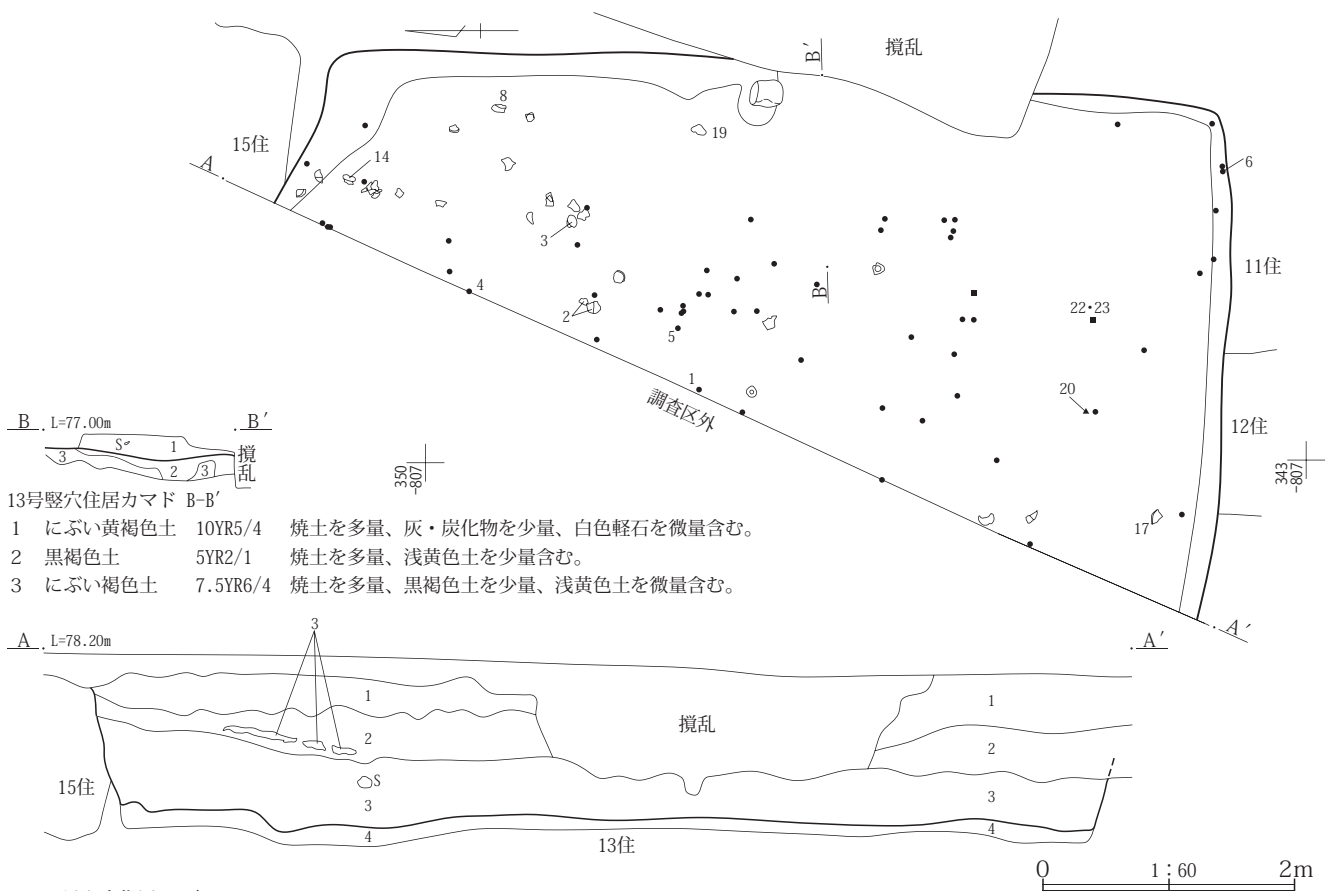 撹乱
B′
8
19
15住
A
14
6
3
4
11住
B
22・23
2
5
1
20
調査区外
12住
B L=77.00m B′
S 1
3 2 3
撹乱
350
-807
343
-807
17
A′
13号竪穴住居カマド B-B′
1 にぶい黄褐色土 10YR5/4 焼土を多量、灰・炭化物を少量、白色軽石を微量含む。
2 黒褐色土 5YR2/1 焼土を多量、浅黄色土を少量含む。
3 にぶい褐色土 7.5YR6/4 焼土を多量、黒褐色土を少量、浅黄色土を微量含む。
A L=78.20m A′
3
1 1
撹乱
2 2
15住
S
3 3
4 4
13住
0 1:60 2m